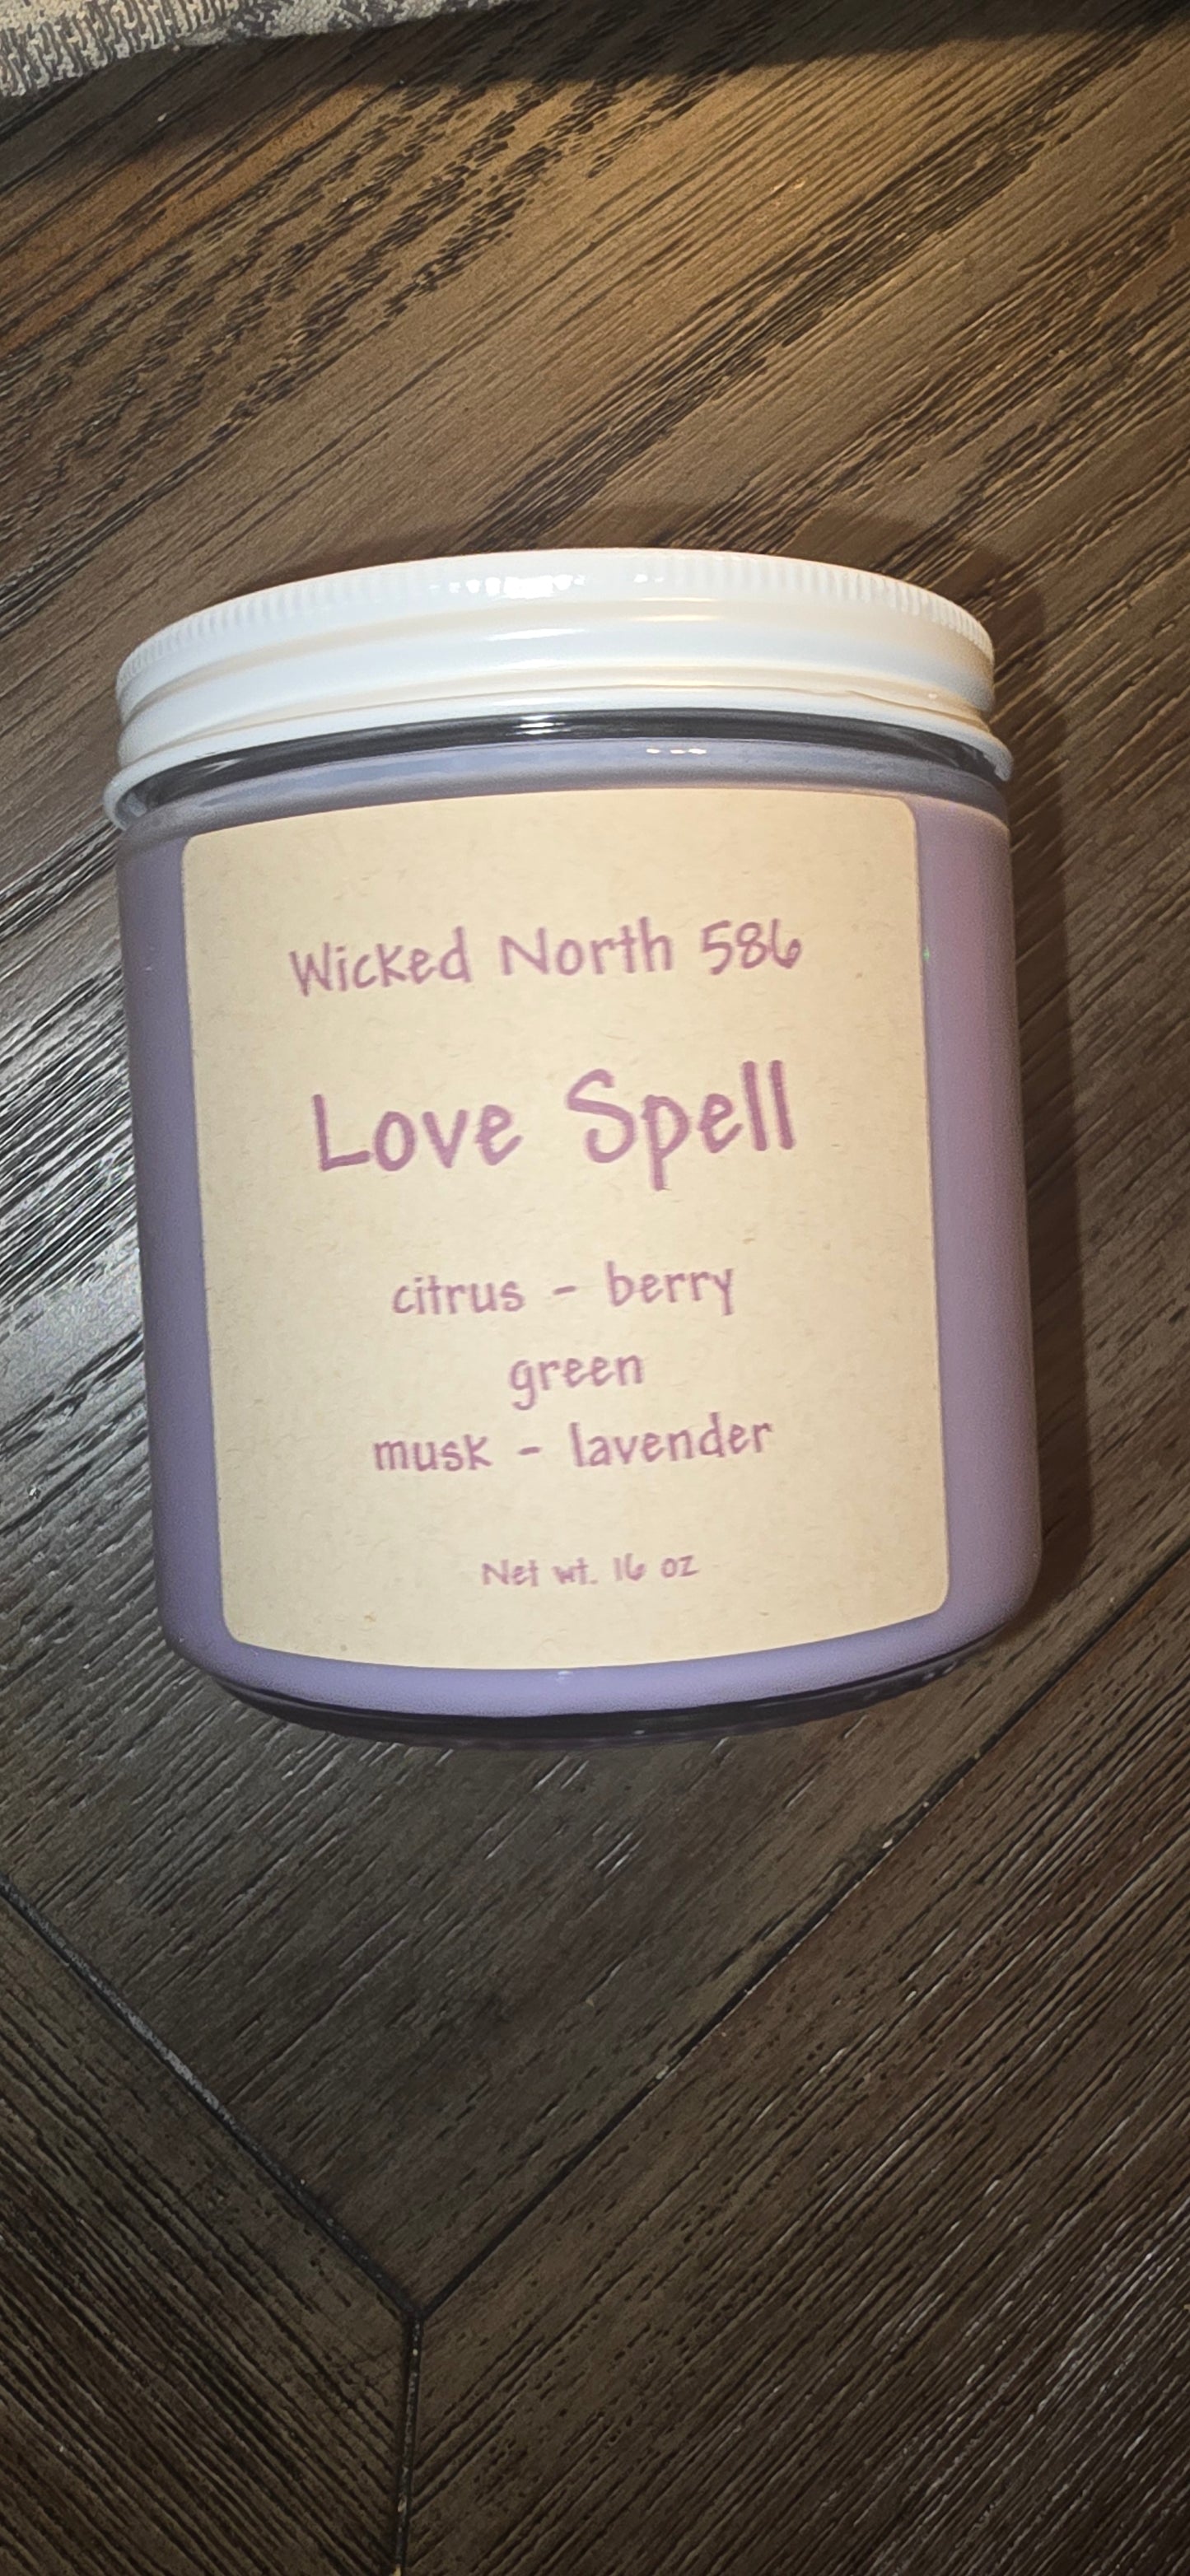 Wicked North 586
Love Spell
citrus - berry
green
musk - lavender
Net wt. 16 oz